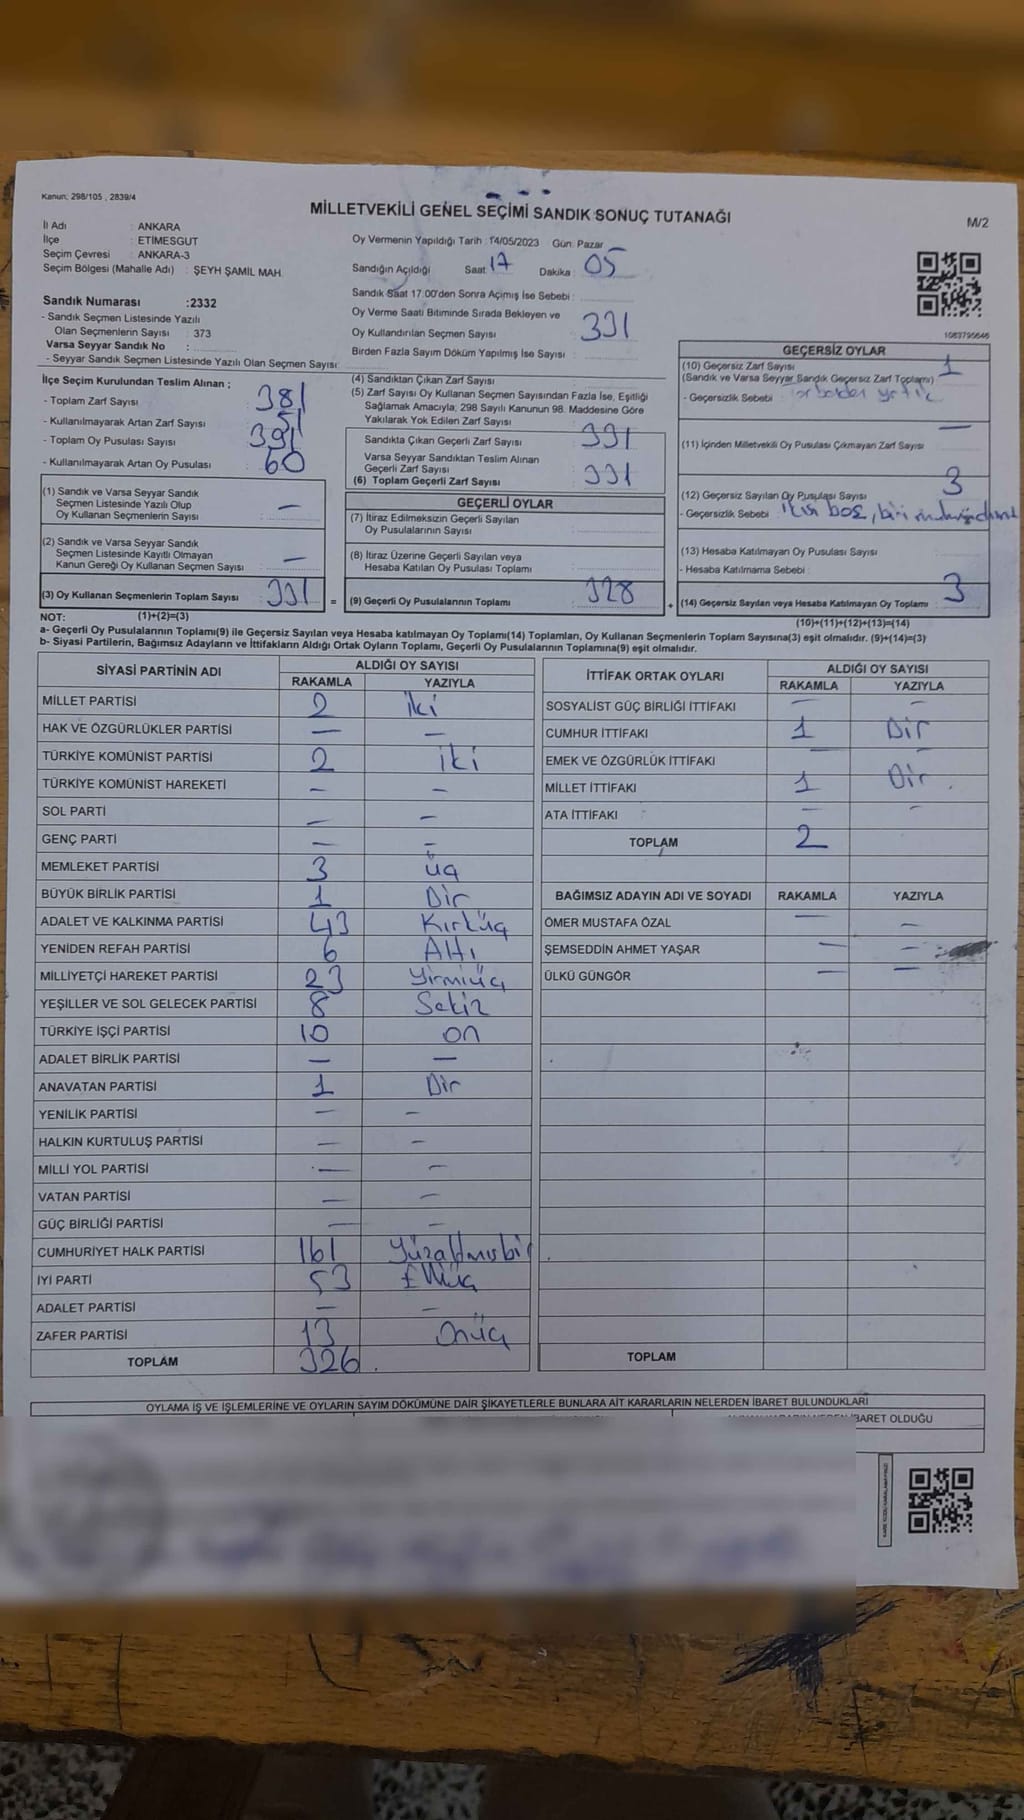 Kanun: 298/105 , 2839/4
MİLLETVEKİLİ GENEL SEÇİMİ SANDIK SONUÇ TUTANAĞI
M/2
İl Adı : ANKARA
İlçe : ETİMESGUT
Seçim Çevresi : ANKARA-3
Seçim Bölgesi (Mahalle Adı) : ŞEYH ŞAMİL MAH.
Sandık Numarası :2332
- Sandık Seçmen Listesinde Yazılı
Olan Seçmenlerin Sayısı : 373
Varsa Seyyar Sandık No :
- Seyyar Sandık Seçmen Listesinde Yazılı Olan Seçmen Sayısı :
İlçe Seçim Kurulundan Teslim Alınan ;
- Toplam Zarf Sayısı : 381
- Kullanılmayarak Artan Zarf Sayısı : 51
- Toplam Oy Pusulası Sayısı : 391
- Kullanılmayarak Artan Oy Pusulası : 60
(1) Sandık ve Varsa Seyyar Sandık
Seçmen Listesinde Yazılı Olup
Oy Kullanan Seçmenlerin Sayısı : —
(2) Sandık ve Varsa Seyyar Sandık
Seçmen Listesinde Kayıtlı Olmayan
Kanun Gereği Oy Kullanan Seçmen Sayısı : —
(3) Oy Kullanan Seçmenlerin Toplam Sayısı : 331 =
Oy Vermenin Yapıldığı Tarih : 14/05/2023 Gün: Pazar
Sandığın Açıldığı Saat : 17 Dakika : 05
Sandık Saat 17:00'den Sonra Açımış İse Sebebi :
Oy Verme Saati Bitiminde Sırada Bekleyen ve
Oy Kullandırılan Seçmen Sayısı : 331
Birden Fazla Sayım Döküm Yapılmış İse Sayısı :
(4) Sandıktan Çıkan Zarf Sayısı :
(5) Zarf Sayısı Oy Kullanan Seçmen Sayısından Fazla İse, Eşitliği
Sağlamak Amacıyla; 298 Sayılı Kanunun 98. Maddesine Göre
Yakılarak Yok Edilen Zarf Sayısı :
Sandıkta Çıkan Geçerli Zarf Sayısı : 331
Varsa Seyyar Sandıktan Teslim Alınan
Geçerli Zarf Sayısı : 331
(6) Toplam Geçerli Zarf Sayısı :
GEÇERLİ OYLAR
(7) İtiraz Edilmeksizin Geçerli Sayılan
Oy Pusulalarının Sayısı :
(8) İtiraz Üzerine Geçerli Sayılan veya
Hesaba Katılan Oy Pusulası Toplamı :
(9) Geçerli Oy Pusulalarının Toplamı : 328 +
1083795646
GEÇERSİZ OYLAR
(10) Geçersiz Zarf Sayısı : 1
(Sandık ve Varsa Seyyar Sandık Geçersiz Zarf Toplamı)
- Geçersizlik Sebebi : yırtık
(11) İçinden Milletvekili Oy Pusulası Çıkmayan Zarf Sayısı : —
(12) Geçersiz Sayılan Oy Pusulası Sayısı : 3
- Geçersizlik Sebebi : ikisi boş, biri
(13) Hesaba Katılmayan Oy Pusulası Sayısı :
- Hesaba Katılmama Sebebi :
(14) Geçersiz Sayılan veya Hesaba Katılmayan Oy Toplamı : 3
NOT: (1)+(2)=(3)
(10)+(11)+(12)+(13)=(14)
a- Geçerli Oy Pusulalarının Toplamı(9) ile Geçersiz Sayılan veya Hesaba katılmayan Oy Toplamı(14) Toplamları, Oy Kullanan Seçmenlerin Toplam Sayısına(3) eşit olmalıdır. (9)+(14)=(3)
b- Siyasi Partilerin, Bağımsız Adayların ve İttifakların Aldığı Ortak Oyların Toplamı, Geçerli Oy Pusulalarının Toplamına(9) eşit olmalıdır.
SİYASİ PARTİNİN ADI ALDIĞI OY SAYISI
RAKAMLA YAZIYLA
MİLLET PARTİSİ 2 iki
HAK VE ÖZGÜRLÜKLER PARTİSİ — —
TÜRKİYE KOMÜNİST PARTİSİ 2 iki
TÜRKİYE KOMÜNİST HAREKETİ — —
SOL PARTİ — —
GENÇ PARTİ — —
MEMLEKET PARTİSİ 3 üç
BÜYÜK BİRLİK PARTİSİ 1 Bir
ADALET VE KALKINMA PARTİSİ 43 Kırküç
YENİDEN REFAH PARTİSİ 6 Altı
MİLLİYETÇİ HAREKET PARTİSİ 23 Yirmiüç
YEŞİLLER VE SOL GELECEK PARTİSİ 8 Sekiz
TÜRKİYE İŞÇİ PARTİSİ 10 on
ADALET BİRLİK PARTİSİ — —
ANAVATAN PARTİSİ 1 Bir
YENİLİK PARTİSİ — —
HALKIN KURTULUŞ PARTİSİ — —
MİLLİ YOL PARTİSİ — —
VATAN PARTİSİ — —
GÜÇ BİRLİĞİ PARTİSİ — —
CUMHURİYET HALK PARTİSİ 161 Yüzaltmışbir
İYİ PARTİ 53 Elliüç
ADALET PARTİSİ — —
ZAFER PARTİSİ 13 Onüç
TOPLAM 326
İTTİFAK ORTAK OYLARI ALDIĞI OY SAYISI
RAKAMLA YAZIYLA
SOSYALİST GÜÇ BİRLİĞİ İTTİFAKI — —
CUMHUR İTTİFAKI 1 Bir
EMEK VE ÖZGÜRLÜK İTTİFAKI — —
MİLLET İTTİFAKI 1 Bir
ATA İTTİFAKI — —
TOPLAM 2
BAĞIMSIZ ADAYIN ADI VE SOYADI RAKAMLA YAZIYLA
ÖMER MUSTAFA ÖZAL — —
ŞEMSEDDİN AHMET YAŞAR — —
ÜLKÜ GÜNGÖR — —
TOPLAM
OYLAMA İŞ VE İŞLEMLERİNE VE OYLARIN SAYIM DÖKÜMÜNE DAİR ŞİKAYETLERLE BUNLARA AİT KARARLARIN NELERDEN İBARET BULUNDUKLARI
İBARET OLDUĞU